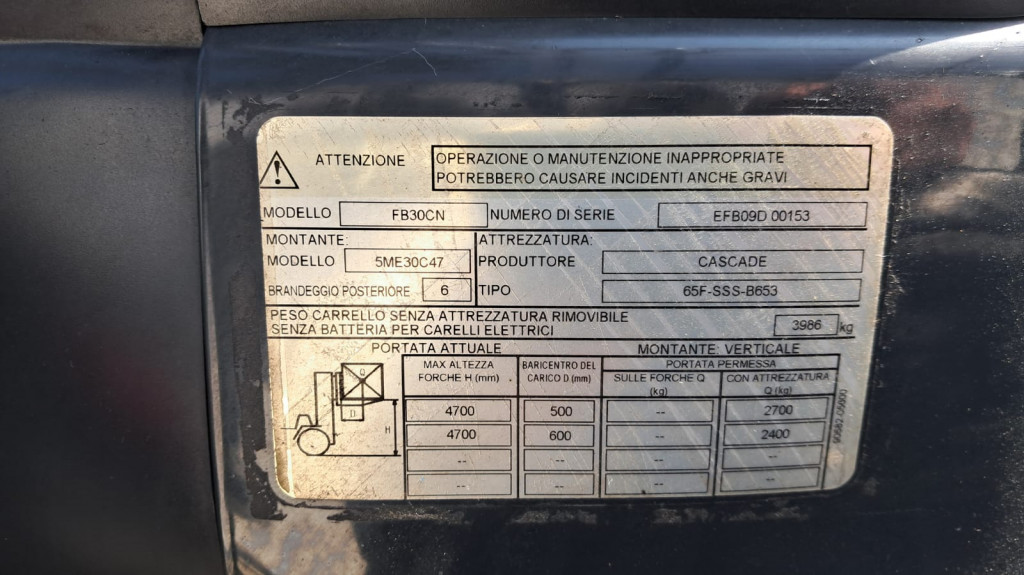 ATTENZIONE
OPERAZIONE O MANUTENZIONE INAPPROPRIATE
POTREBBERO CAUSARE INCIDENTI ANCHE GRAVI
MODELLO FB30CN NUMERO DI SERIE EFB09D 00153
MONTANTE: ATTREZZATURA:
MODELLO 5ME30C47 PRODUTTORE CASCADE
BRANDEGGIO POSTERIORE 6 TIPO 65F-SSS-B653
PESO CARRELLO SENZA ATTREZZATURA RIMOVIBILE
SENZA BATTERIA PER CARELLI ELETTRICI 3986 kg
PORTATA ATTUALE MONTANTE: VERTICALE
MAX ALTEZZA FORCHE H (mm)
BARICENTRO DEL CARICO D (mm)
PORTATA PERMESSA
SULLE FORCHE Q (kg)
CON ATTREZZATURA Q (kg)
4700 500 -- 2700
4700 600 -- 2400
-- -- -- --
-- -- -- --
Q
D
H